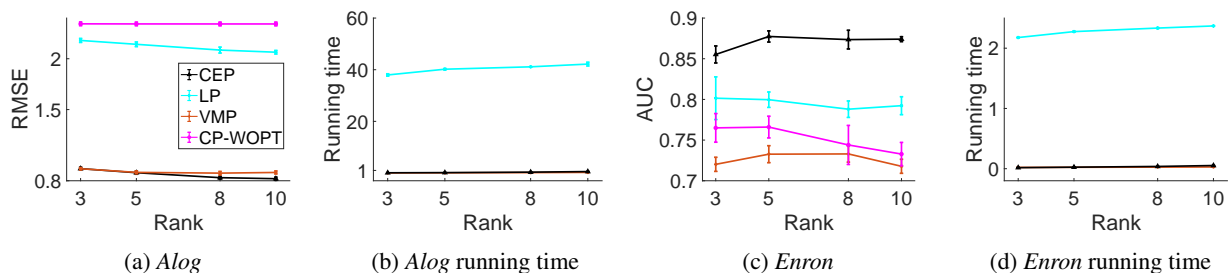 RMSE
2
1.5
0.8
3
5
8
10
Rank
CEP
LP
VMP
CP-WOPT
(a) Alog
Running time
60
40
20
1
3
5
8
10
Rank
(b) Alog running time
AUC
0.9
0.85
0.8
0.75
0.7
3
5
8
10
Rank
(c) Enron
Running time
2
1
0
3
5
8
10
Rank
(d) Enron running time